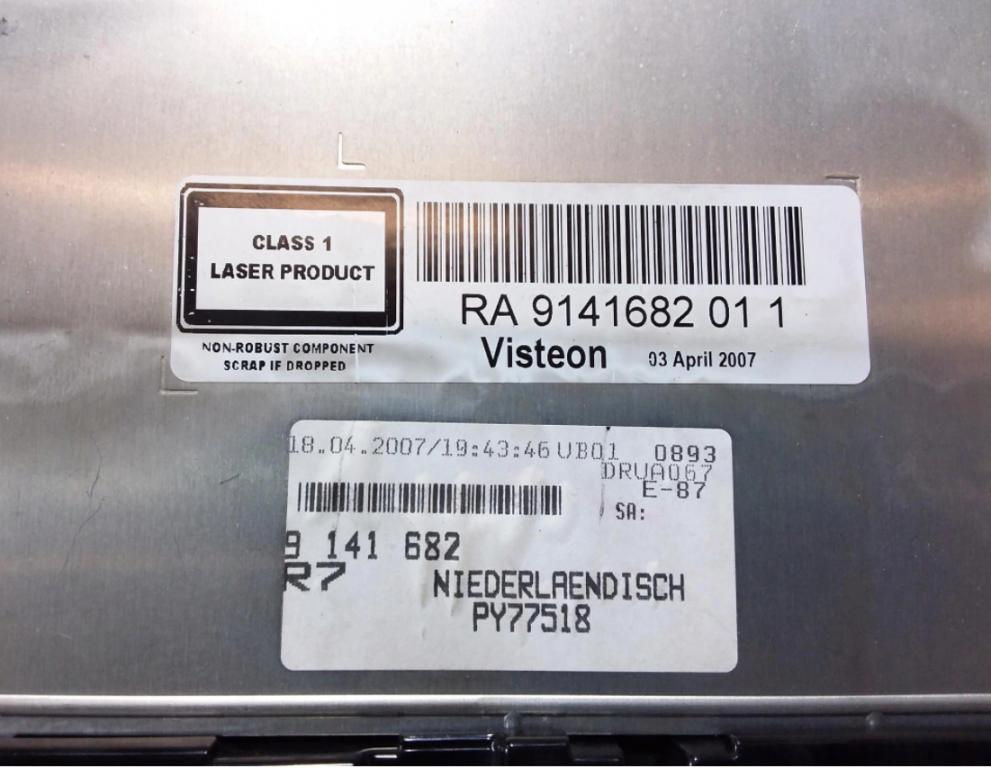 CLASS 1
LASER PRODUCT
NON-ROBUST COMPONENT
SCRAP IF DROPPED
RA 9141682 01 1
Visteon 03 April 2007
18.04.2007/19:43:46 UB01 0893
DRUA067
E-87
SA:
9 141 682
R7
NIEDERLAENDISCH
PY77518